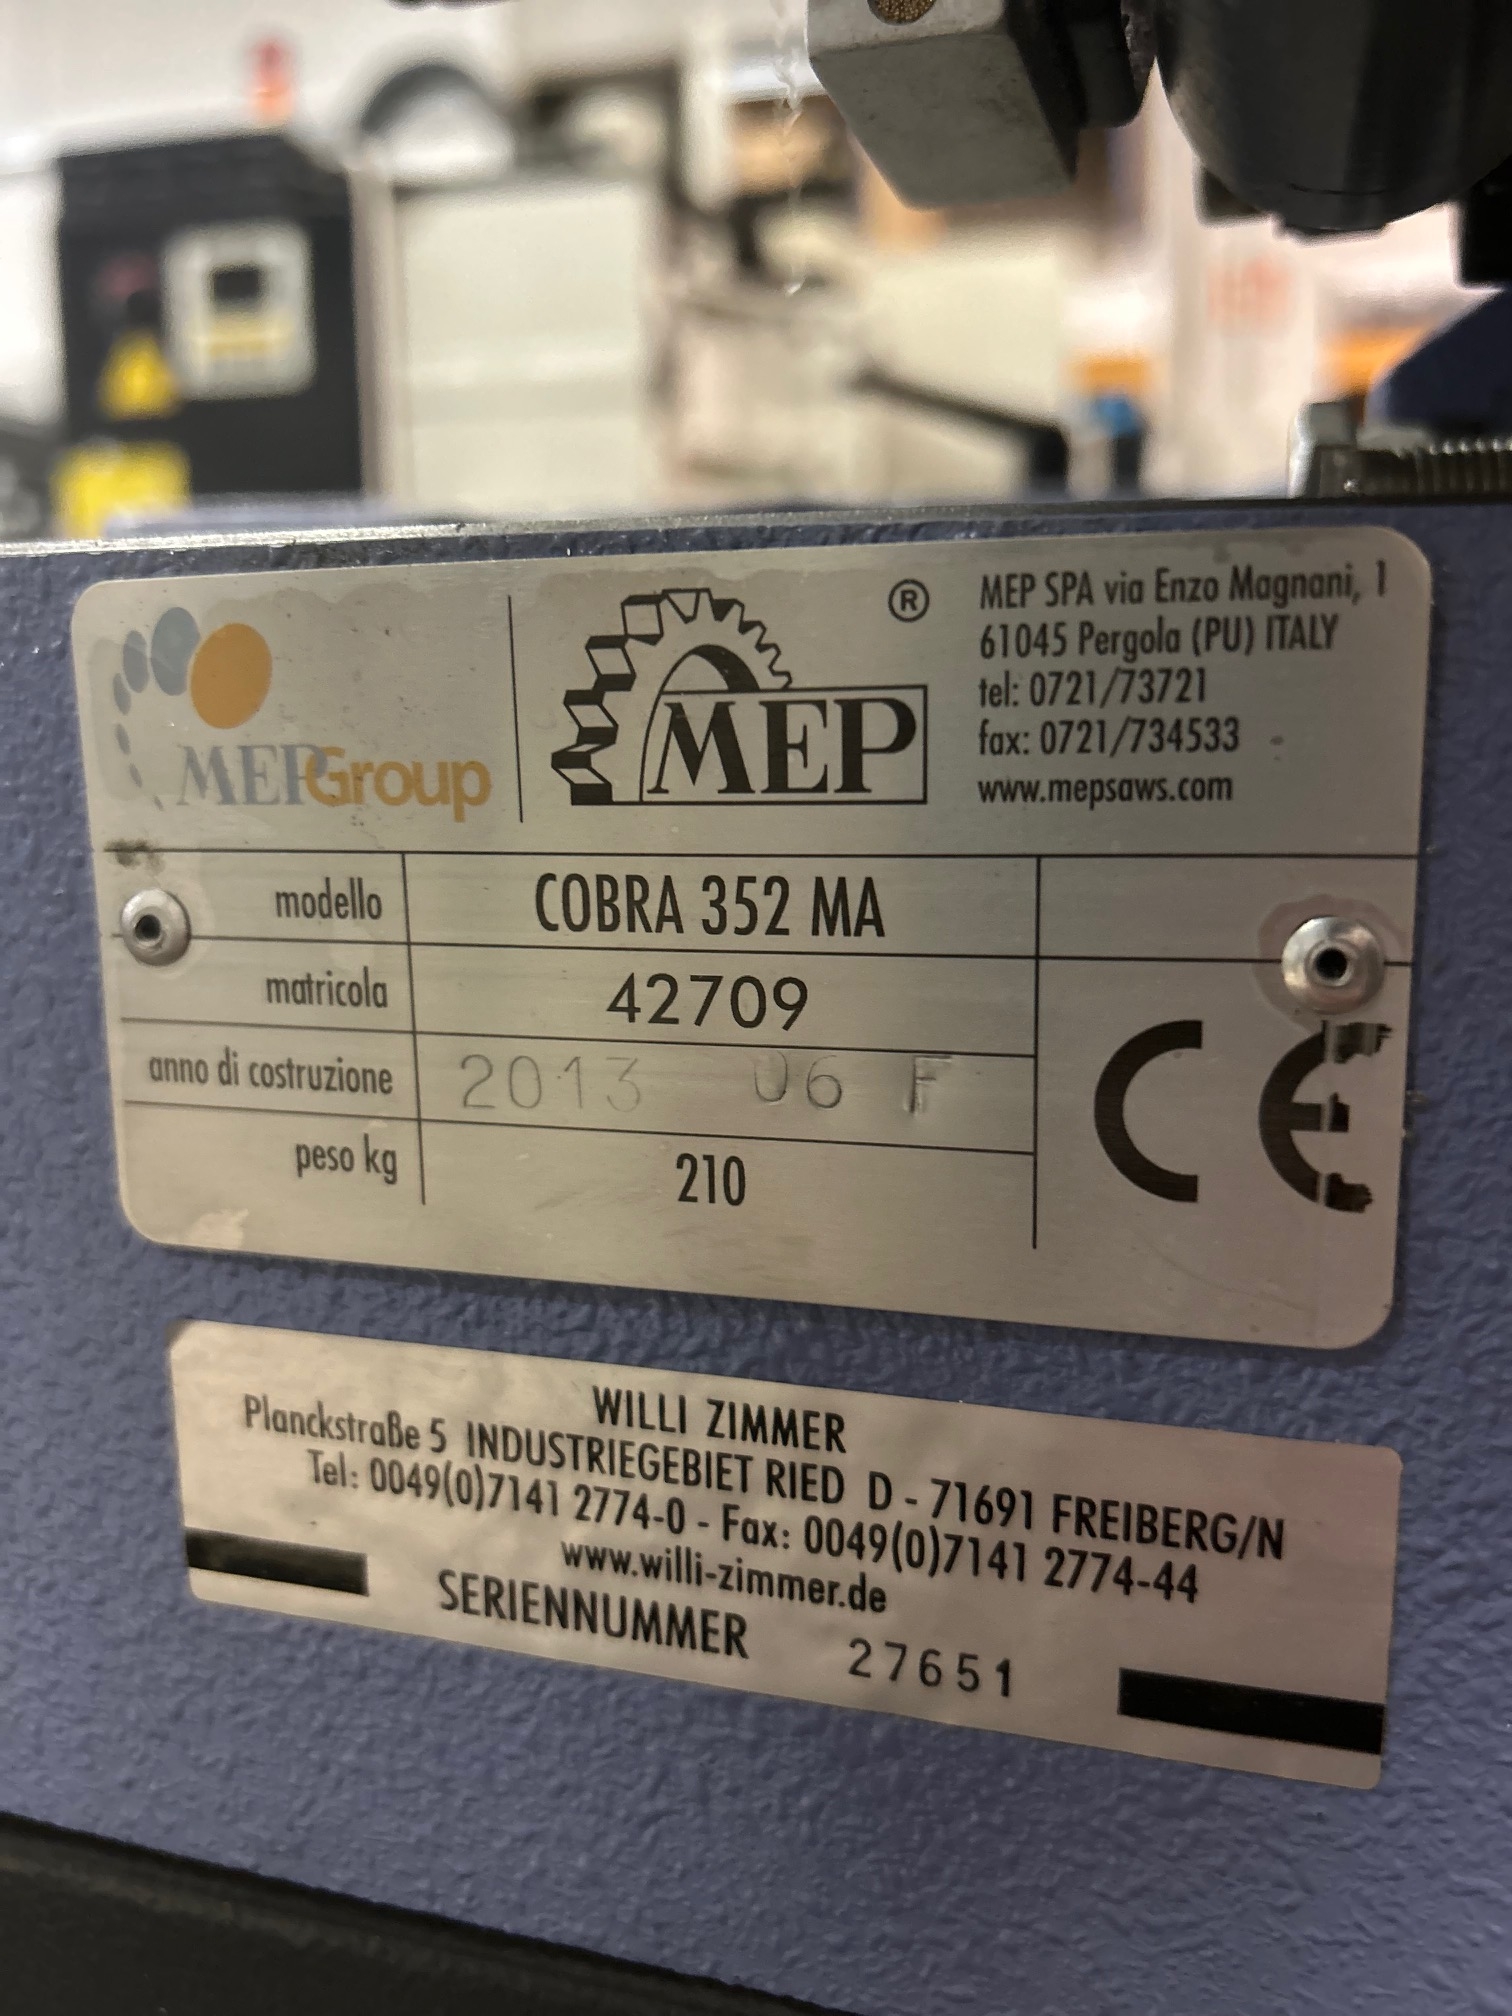 MEPGroup
MEP ®
MEP SPA via Enzo Magnani, 1
61045 Pergola (PU) ITALY
tel: 0721/73721
fax: 0721/734533
www.mepsaws.com
modello COBRA 352 MA
matricola 42709
anno di costruzione 2013 06 F
peso kg 210
CE
WILLI ZIMMER
Planckstraße 5 INDUSTRIEGEBIET RIED D - 71691 FREIBERG/N
Tel: 0049(0)7141 2774-0 - Fax: 0049(0)7141 2774-44
www.willi-zimmer.de
SERIENNUMMER 27651